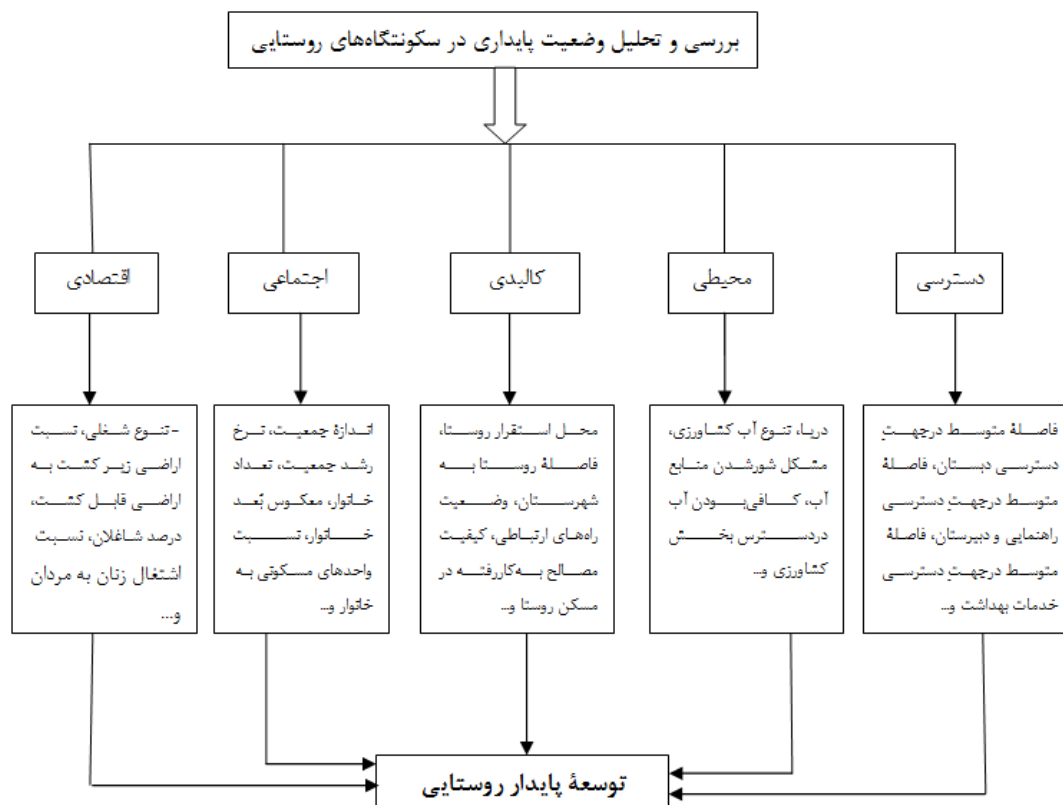 بررسی و تحلیل وضعیت پایداری در سکونتگاه‌های روستایی
دسترسی
محیطی
کالبدی
اجتماعی
اقتصادی
فاصلهٔ متوسط درجهتِ
دسترسی دبستان، فاصلهٔ
متوسط درجهتِ دسترسی
راهنمایی و دبیرستان، فاصلهٔ
متوسط درجهتِ دسترسی
خدمات بهداشت و...
دریا، تنوع آب کشاورزی،
مشکل شورشدن منابع
آب، کافی‌بودن آب
دردسترس بخش
کشاورزی و...
محل استقرار روستا،
فاصلهٔ روستا به
شهرستان، وضعیت
راه‌های ارتباطی، کیفیت
مصالح به‌کاررفته در
مسکن روستا و...
اندازهٔ جمعیت، نرخ
رشد جمعیت، تعداد
خانوار، معکوس بُعد
خانوار، نسبت
واحدهای مسکونی به
خانوار و...
-تنوع شغلی، نسبت
اراضی زیر کشت به
اراضی قابل کشت،
درصد شاغلان، نسبت
اشتغال زنان به مردان
و...
توسعهٔ پایدار روستایی